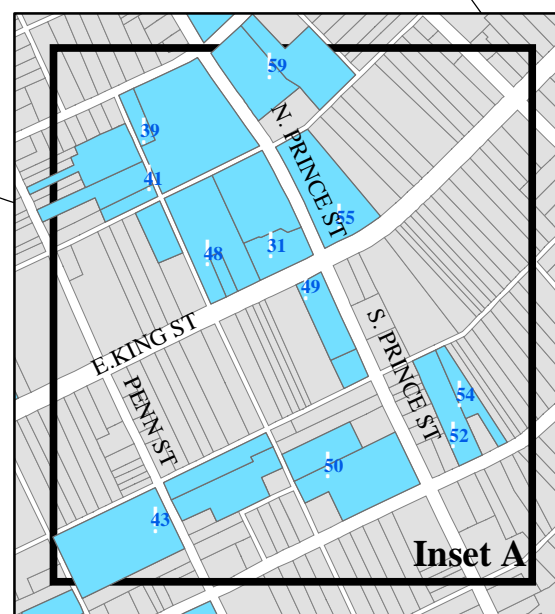 59
N. PRINCE ST
39
41
55
48
31
49
E.KING ST
S. PRINCE ST
PENN ST
54
52
50
43
Inset A